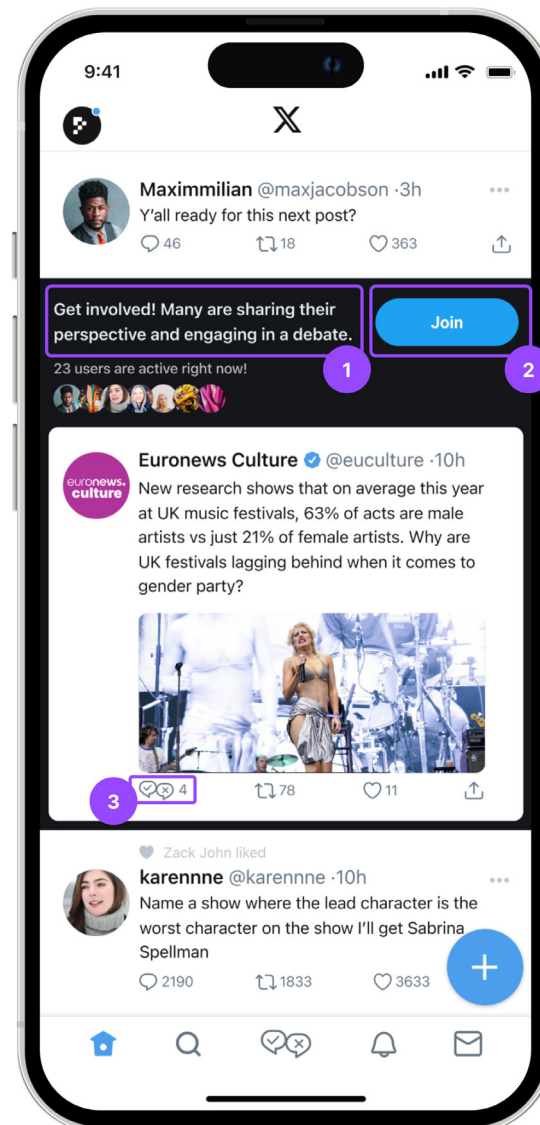 9:41
Maximmilian @maxjacobson ·3h
Y'all ready for this next post?
46 18 363
Get involved! Many are sharing their
perspective and engaging in a debate.
Join
1
2
23 users are active right now!
euronews.
culture
Euronews Culture @euculture ·10h
New research shows that on average this year
at UK music festivals, 63% of acts are male
artists vs just 21% of female artists. Why are
UK festivals lagging behind when it comes to
gender party?
3
4 78 11
Zack John liked
karennne @karennne ·10h
Name a show where the lead character is the
worst character on the show I'll get Sabrina
Spellman
2190 1833 3633